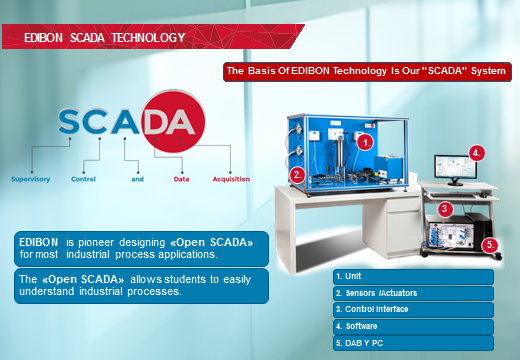 EDIBON SCADA TECHNOLOGY
The Basis Of EDIBON Technology Is Our "SCADA" System
SCADA
Supervisory Control and Data Acquisition
1.
2.
4.
3
5.
EDIBON is pioneer designing «Open SCADA»
for most industrial process applications.
The «Open SCADA» allows students to easily
understand industrial processes.
1. Unit
2. Sensors /Actuators
3. Control Interface
4. Software
5. DAB Y PC